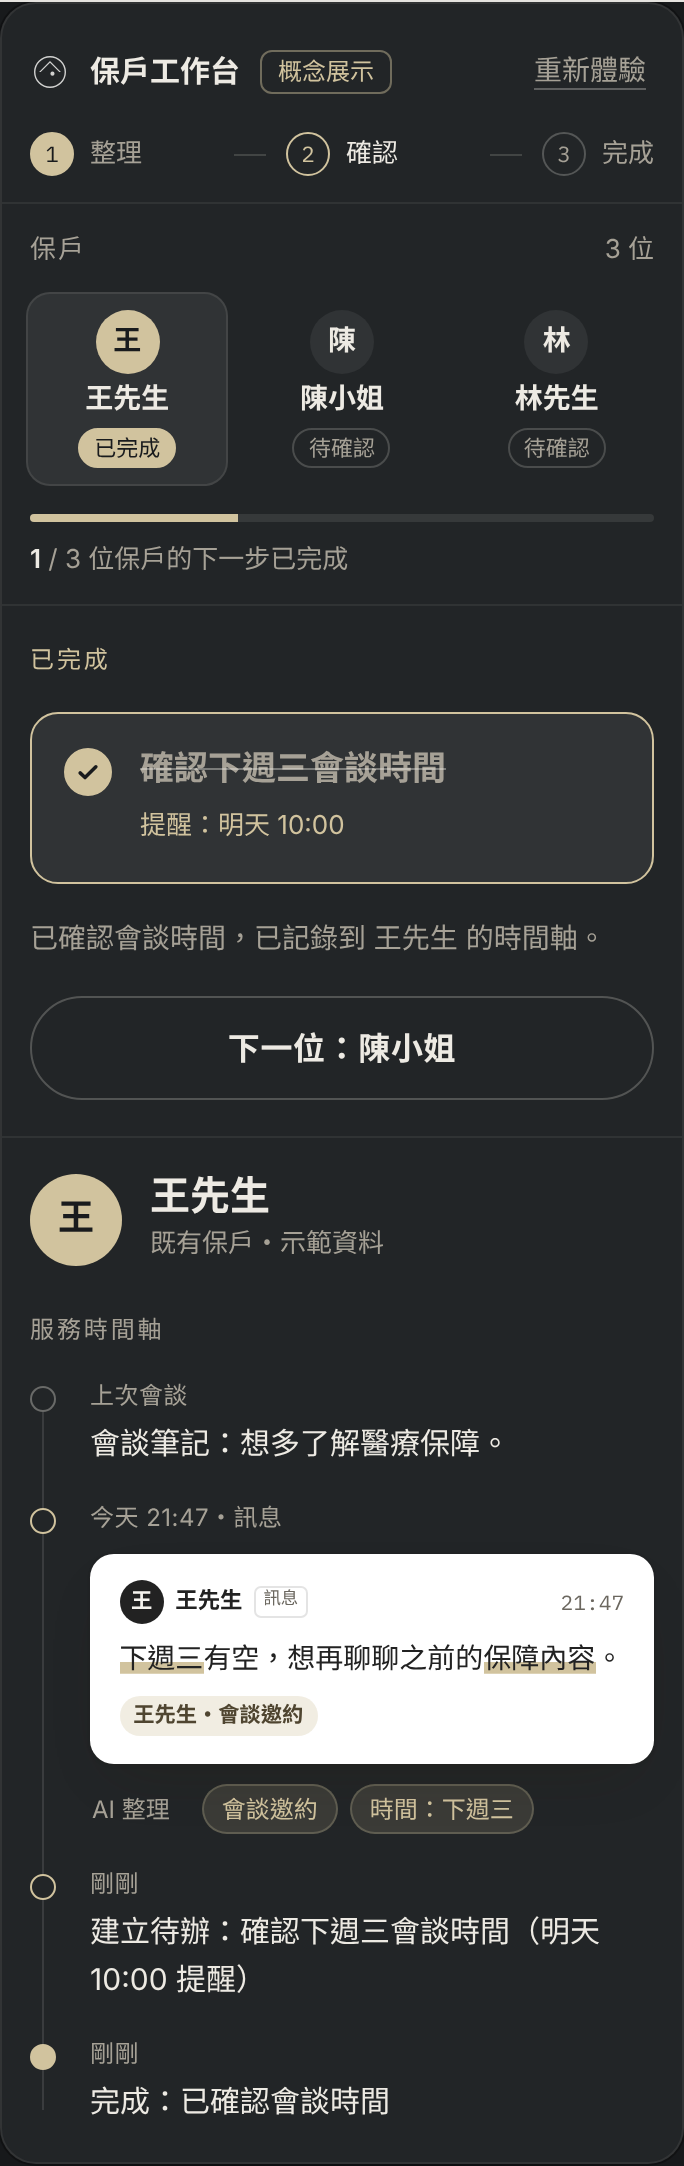 保戶工作台 概念展示 重新體驗
1 整理 2 確認 3 完成
保戶 3 位
王 陳 林
王先生 陳小姐 林先生
已完成 待確認 待確認
1 / 3 位保戶的下一步已完成
已完成
確認下週三會談時間
提醒：明天 10:00
已確認會談時間，已記錄到 王先生 的時間軸。
下一位：陳小姐
王 王先生
既有保戶・示範資料
服務時間軸
上次會談
會談筆記：想多了解醫療保障。
今天 21:47・訊息
王 王先生 訊息 21:47
下週三有空，想再聊聊之前的保障內容。
王先生・會談邀約
AI 整理 會談邀約 時間：下週三
剛剛
建立待辦：確認下週三會談時間（明天
10:00 提醒）
剛剛
完成：已確認會談時間